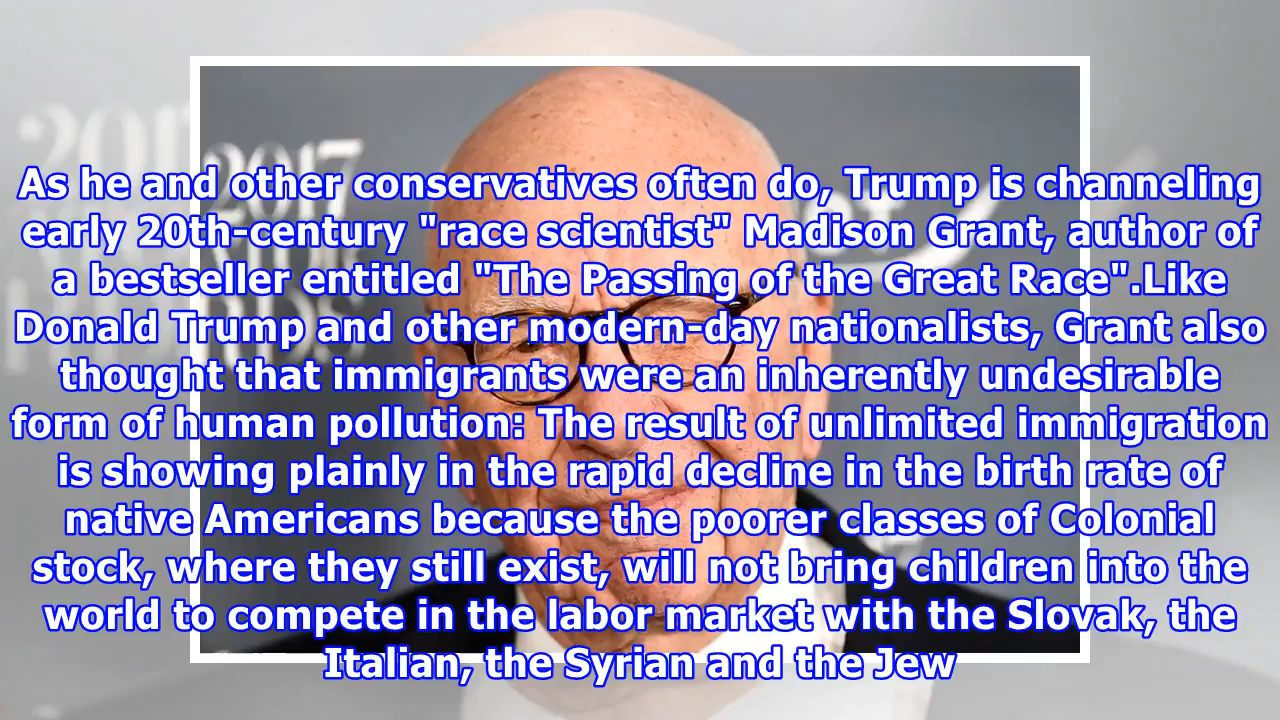 2017
2017
As he and other conservatives often do, Trump is channeling
early 20th-century "race scientist" Madison Grant, author of
a bestseller entitled "The Passing of the Great Race".Like
Donald Trump and other modern-day nationalists, Grant also
thought that immigrants were an inherently undesirable
form of human pollution: The result of unlimited immigration
is showing plainly in the rapid decline in the birth rate of
native Americans because the poorer classes of Colonial
stock, where they still exist, will not bring children into the
world to compete in the labor market with the Slovak, the
Italian, the Syrian and the Jew